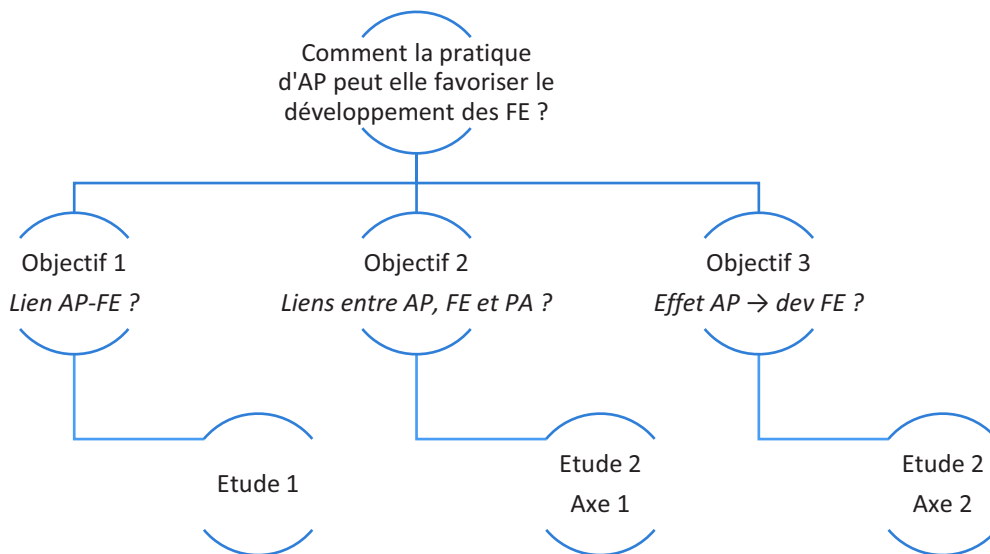 Comment la pratique
d'AP peut elle favoriser le
développement des FE ?
Objectif 1
Lien AP-FE ?
Objectif 2
Liens entre AP, FE et PA ?
Objectif 3
Effet AP → dev FE ?
Etude 1
Etude 2
Axe 1
Etude 2
Axe 2